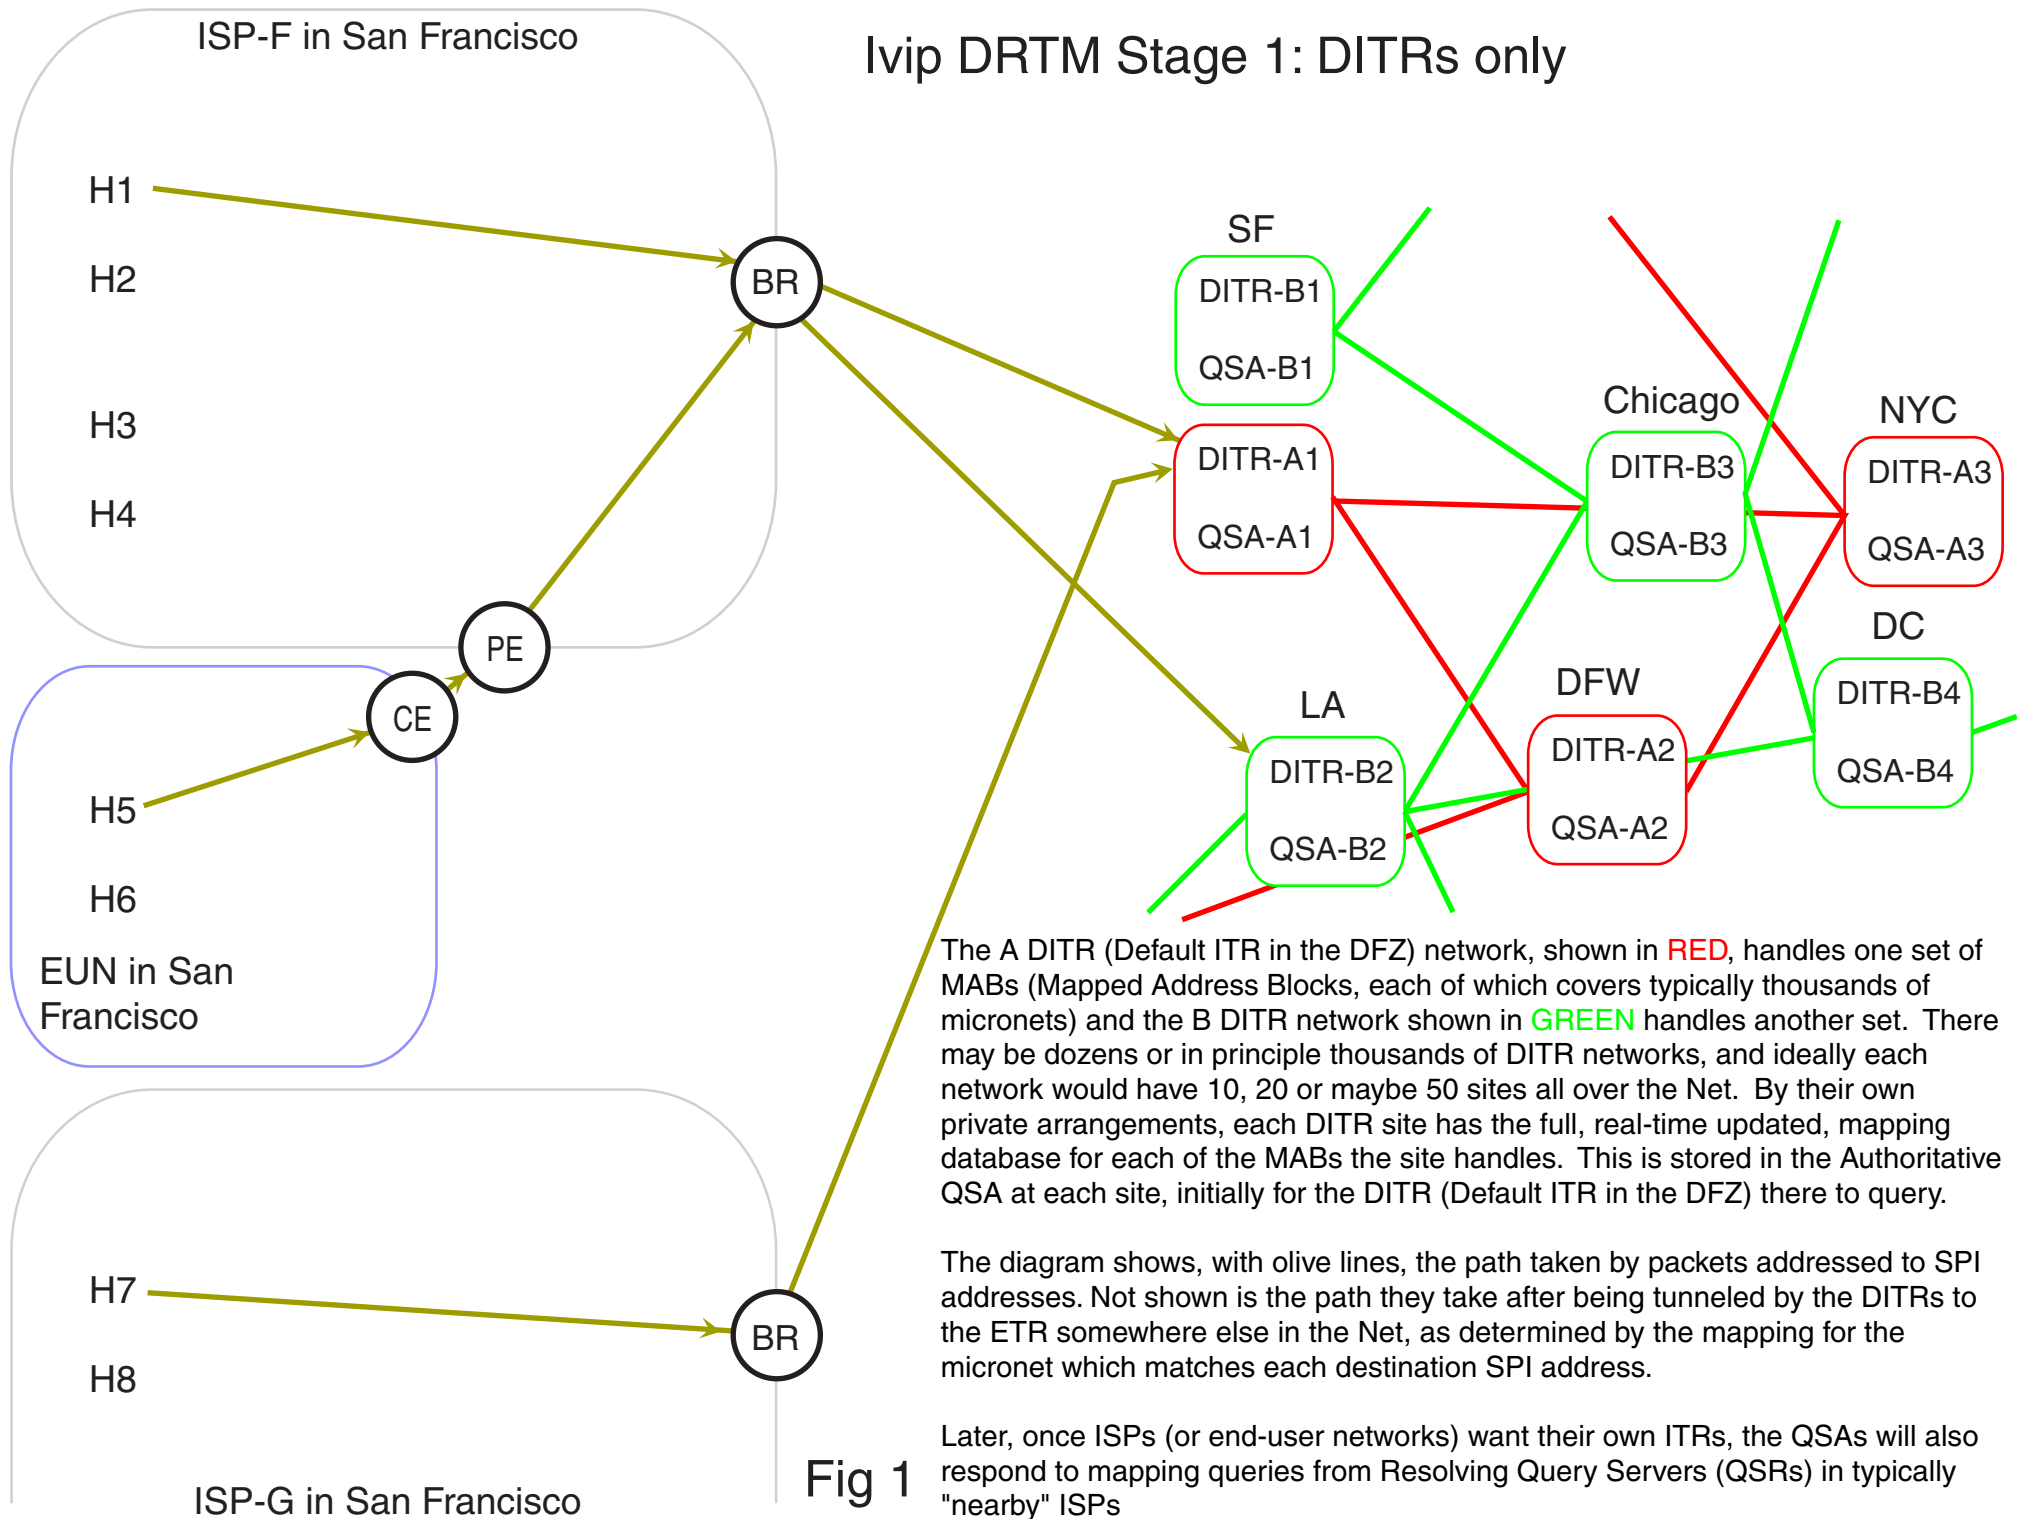 ISP-F in San Francisco
Ivip DRTM Stage 1: DITRs only
H1
H2
H3
H4
BR
PE
CE
H5
H6
EUN in San
Francisco
H7
H8
BR
ISP-G in San Francisco
SF
DITR-B1
QSA-B1
DITR-A1
QSA-A1
Chicago
DITR-B3
QSA-B3
NYC
DITR-A3
QSA-A3
DC
DITR-B4
QSA-B4
DFW
DITR-A2
QSA-A2
LA
DITR-B2
QSA-B2
The A DITR (Default ITR in the DFZ) network, shown in RED, handles one set of
MABs (Mapped Address Blocks, each of which covers typically thousands of
micronets) and the B DITR network shown in GREEN handles another set. There
may be dozens or in principle thousands of DITR networks, and ideally each
network would have 10, 20 or maybe 50 sites all over the Net. By their own
private arrangements, each DITR site has the full, real-time updated, mapping
database for each of the MABs the site handles. This is stored in the Authoritative
QSA at each site, initially for the DITR (Default ITR in the DFZ) there to query.
The diagram shows, with olive lines, the path taken by packets addressed to SPI
addresses. Not shown is the path they take after being tunneled by the DITRs to
the ETR somewhere else in the Net, as determined by the mapping for the
micronet which matches each destination SPI address.
Later, once ISPs (or end-user networks) want their own ITRs, the QSAs will also
respond to mapping queries from Resolving Query Servers (QSRs) in typically
"nearby" ISPs
Fig 1